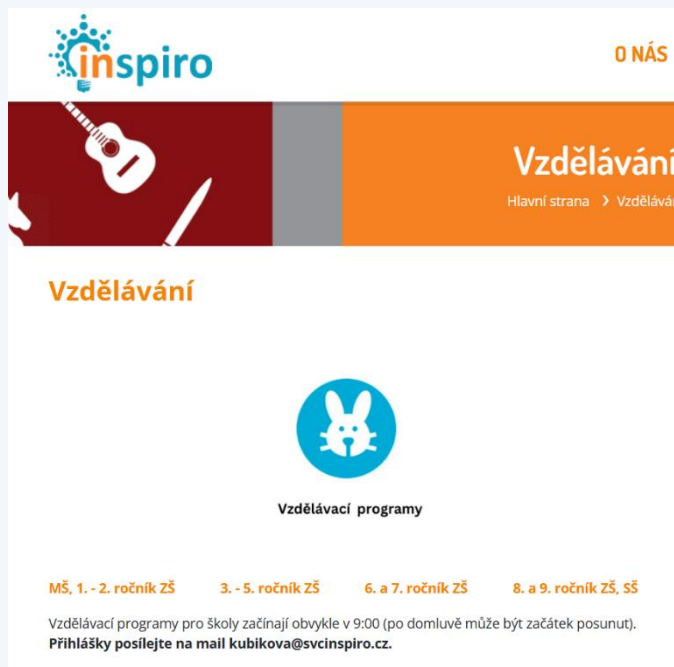 inspiro
O NÁS
Vzdělávání
Hlavní strana > Vzdělávání
Vzdělávání
Vzdělávací programy
MŠ, 1. - 2. ročník ZŠ 3. - 5. ročník ZŠ 6. a 7. ročník ZŠ 8. a 9. ročník ZŠ, SŠ
Vzdělávací programy pro školy začínají obvykle v 9:00 (po domluvě může být začátek posunut).
Přihlášky posílejte na mail kubikova@svcinspiro.cz.